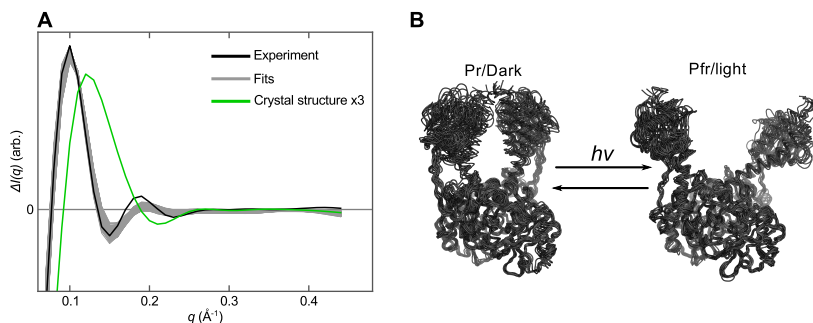 A
Experiment
Fits
Crystal structure x3
ΔI(q) (arb.)
0
0.1
0.2
0.3
0.4
q (Å⁻¹)
B
Pr/Dark
Pfr/light
hν